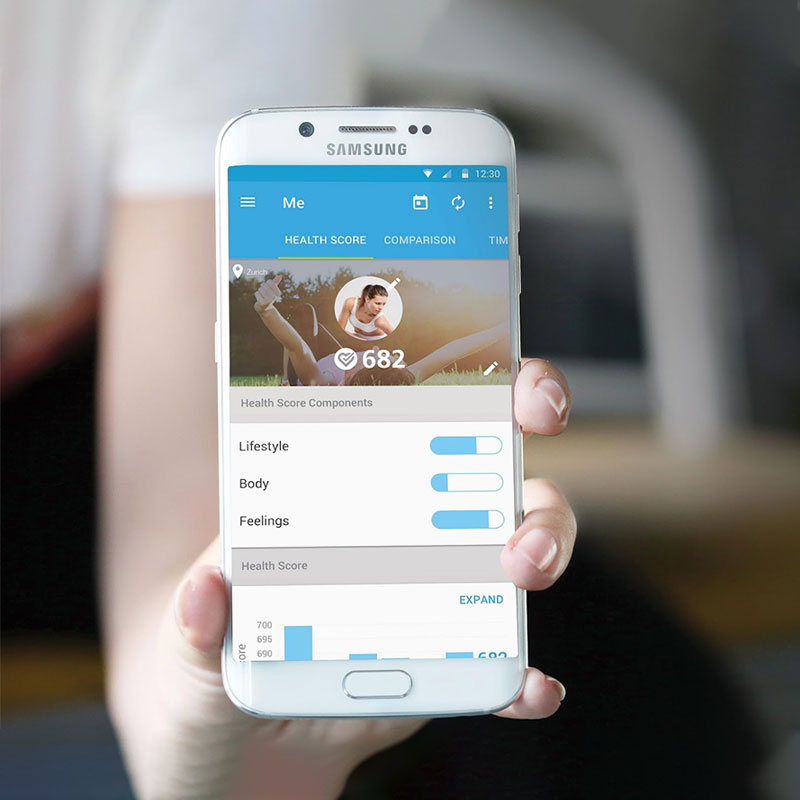 SAMSUNG
12:30
Me
HEALTH SCORE COMPARISON TIM
Zurich
682
Health Score Components
Lifestyle
Body
Feelings
Health Score
EXPAND
700
695
690
ore
682